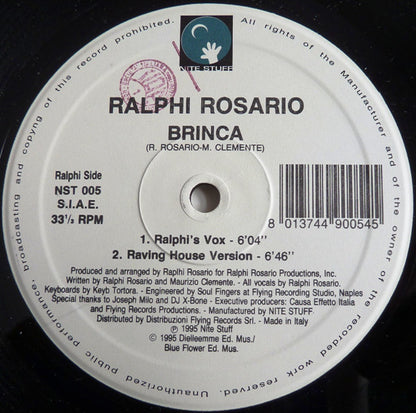 NITE STUFF
All rights of the Manufacturer and of the owner of the recorded work reserved. Unauthorized public performance, broadcasting and copyng of this record prohibited.
RALPHI ROSARIO
BRINCA
(R. ROSARIO-M. CLEMENTE)
Ralphi Side
NST 005
S.I.A.E.
33 1/3 RPM
8 013744 900545
1. Ralphi's Vox - 6'04"
2. Raving House Version - 6'46"
Produced and arranged by Raplhi Rosario for Ralphi Rosario Productions, Inc.
Written by Ralphi Rosario and Maurizio Clemente. - All vocals by Ralphi Rosario.
Keyboards by Keyb Tortora. - Engineered by Soul Fingers at Flying Recording Studio, Naples
Special thanks to Joseph Milo and DJ X-Bone - Executive producers: Causa Effetto Italia
and Flying Recording Productions. - Manufactured by NITE STUFF.
Distributed by Distribuzioni Flying Records Srl. - Made in Italy
℗ 1995 Nite Stuff
© 1995 Dielleemme Ed. Mus./
Blue Flower Ed. Mus.